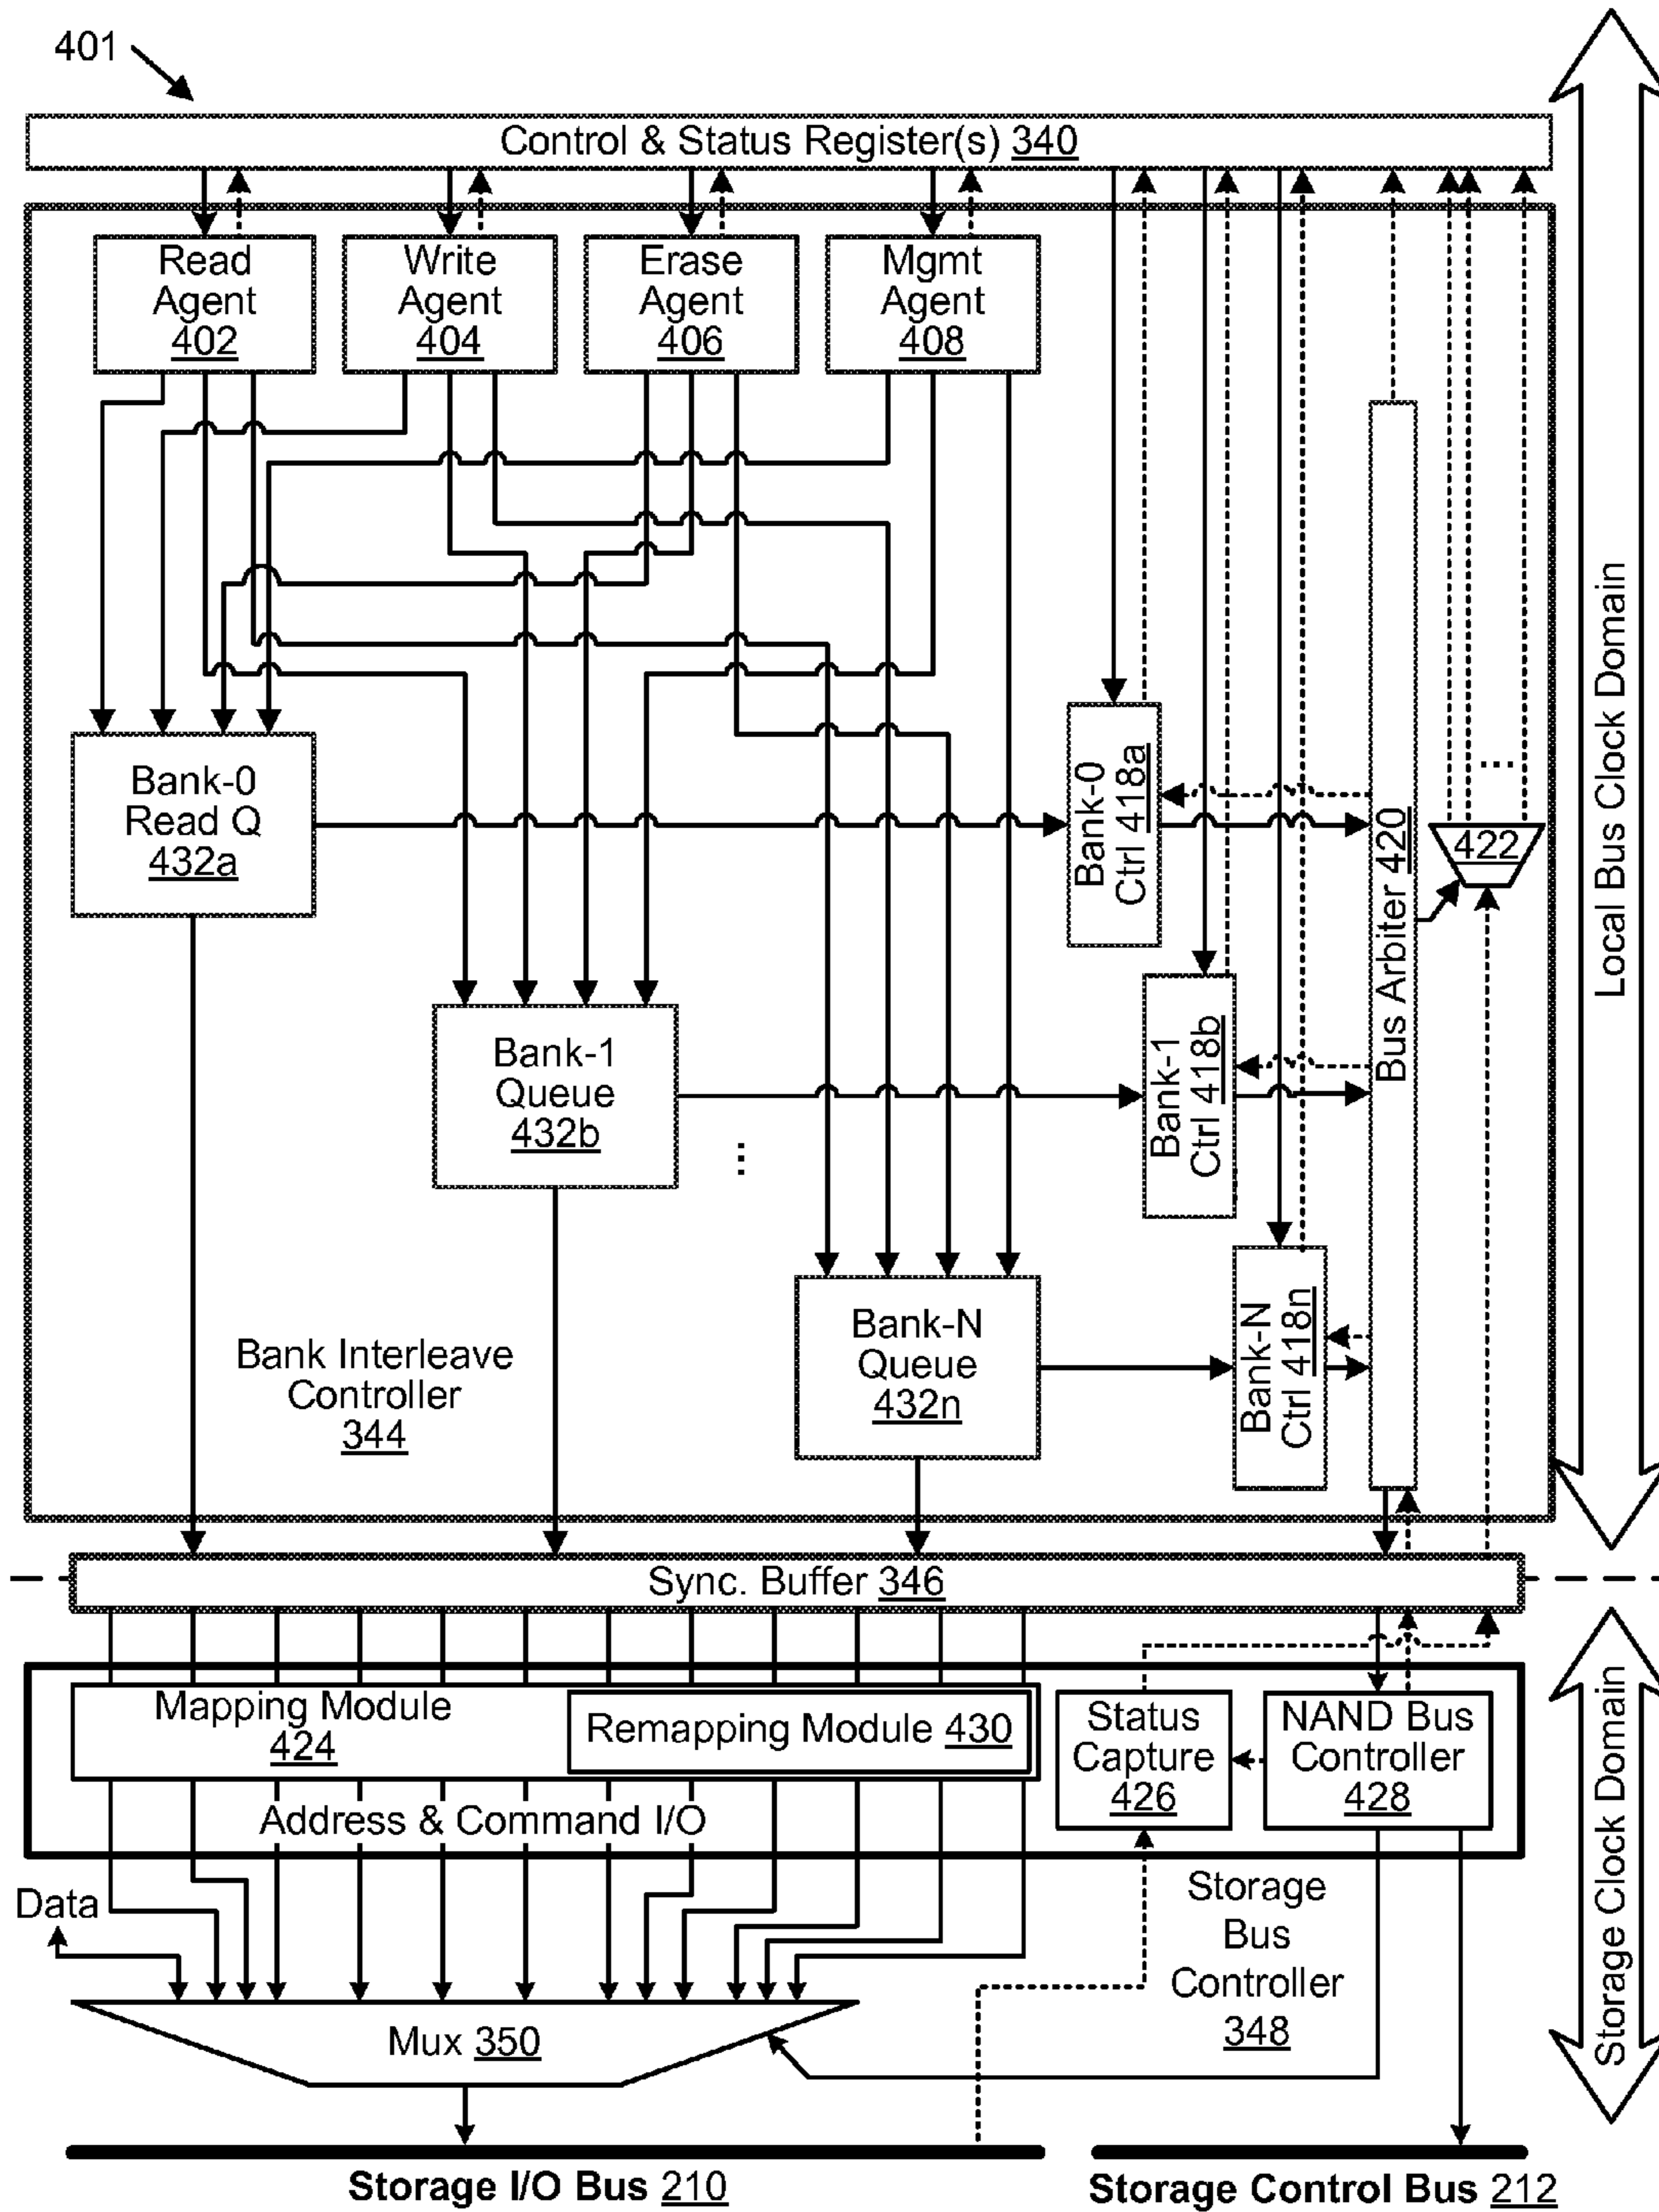 401
Control & Status Register(s) 340
Read
Agent
402
Write
Agent
404
Erase
Agent
406
Mgmt
Agent
408
Bank-0
Read Q
432a
Bank-0
Ctrl 418a
Bus Arbiter 420
...
422
Local Bus Clock Domain
Bank-1
Queue
432b
...
Bank-1
Ctrl 418b
Bank-N
Queue
432n
Bank-N
Ctrl 418n
Bank Interleave
Controller
344
Sync. Buffer 346
Mapping Module
424
Remapping Module 430
Status
Capture
426
NAND Bus
Controller
428
Address & Command I/O
Storage Clock Domain
Data
Storage
Bus
Controller
348
Mux 350
Storage I/O Bus 210
Storage Control Bus 212